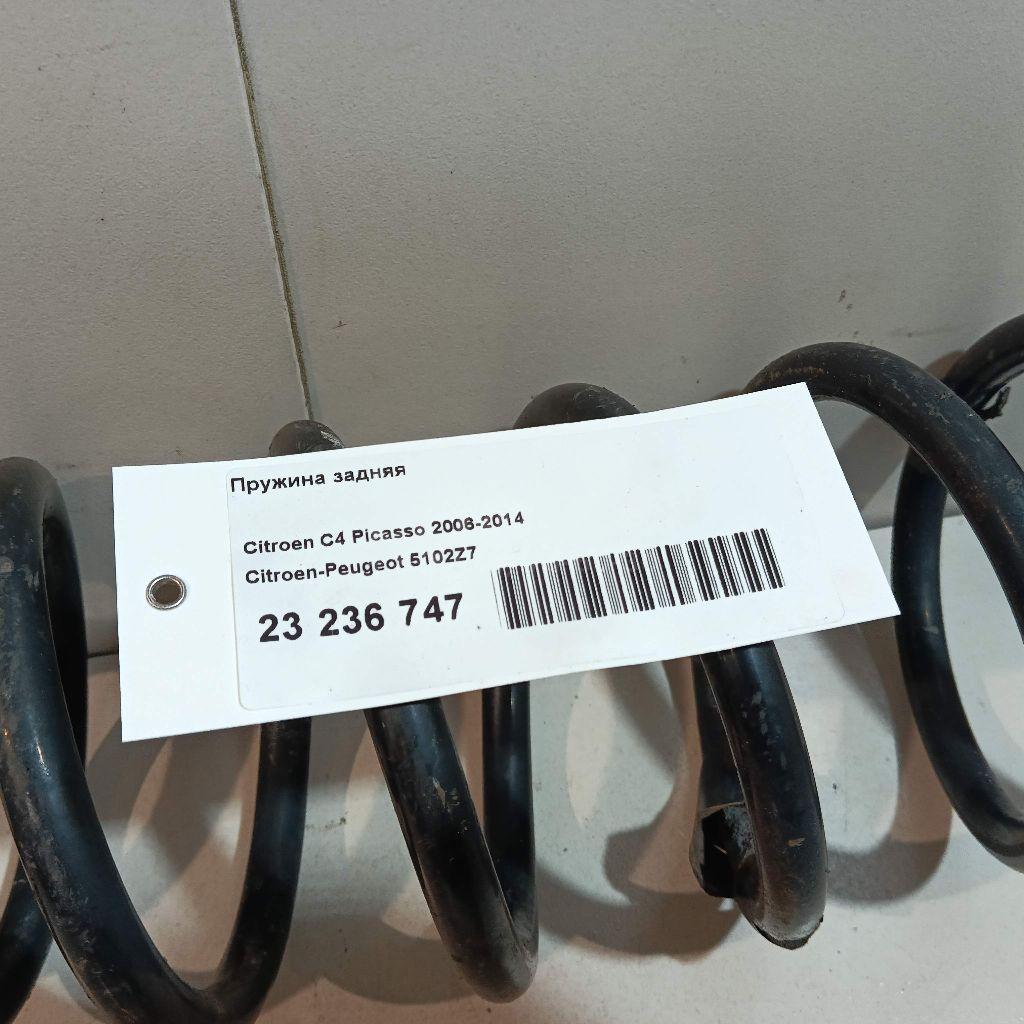 Пружина задняя
Citroen C4 Picasso 2006-2014
Citroen-Peugeot 5102Z7
23 236 747